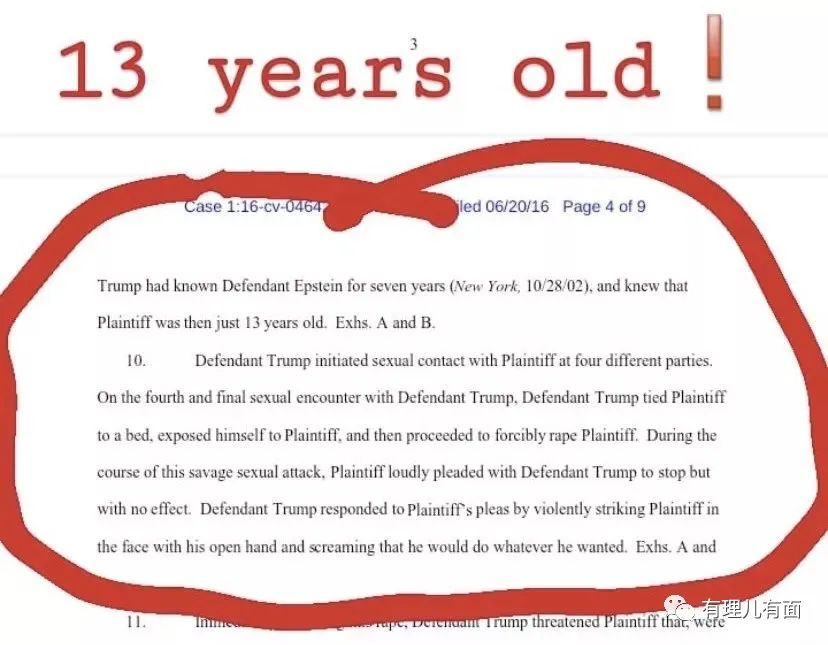 3
13 years old!
Case 1:16-cv-0464 iled 06/20/16 Page 4 of 9
Trump had known Defendant Epstein for seven years (New York, 10/28/02), and knew that
Plaintiff was then just 13 years old. Exhs. A and B.
10. Defendant Trump initiated sexual contact with Plaintiff at four different parties.
On the fourth and final sexual encounter with Defendant Trump, Defendant Trump tied Plaintiff
to a bed, exposed himself to Plaintiff, and then proceeded to forcibly rape Plaintiff. During the
course of this savage sexual attack, Plaintiff loudly pleaded with Defendant Trump to stop but
with no effect. Defendant Trump responded to Plaintiff's pleas by violently striking Plaintiff in
the face with his open hand and screaming that he would do whatever he wanted. Exhs. A and
11. rape, Defendant Trump threatened Plaintiff that, were
有理儿有面